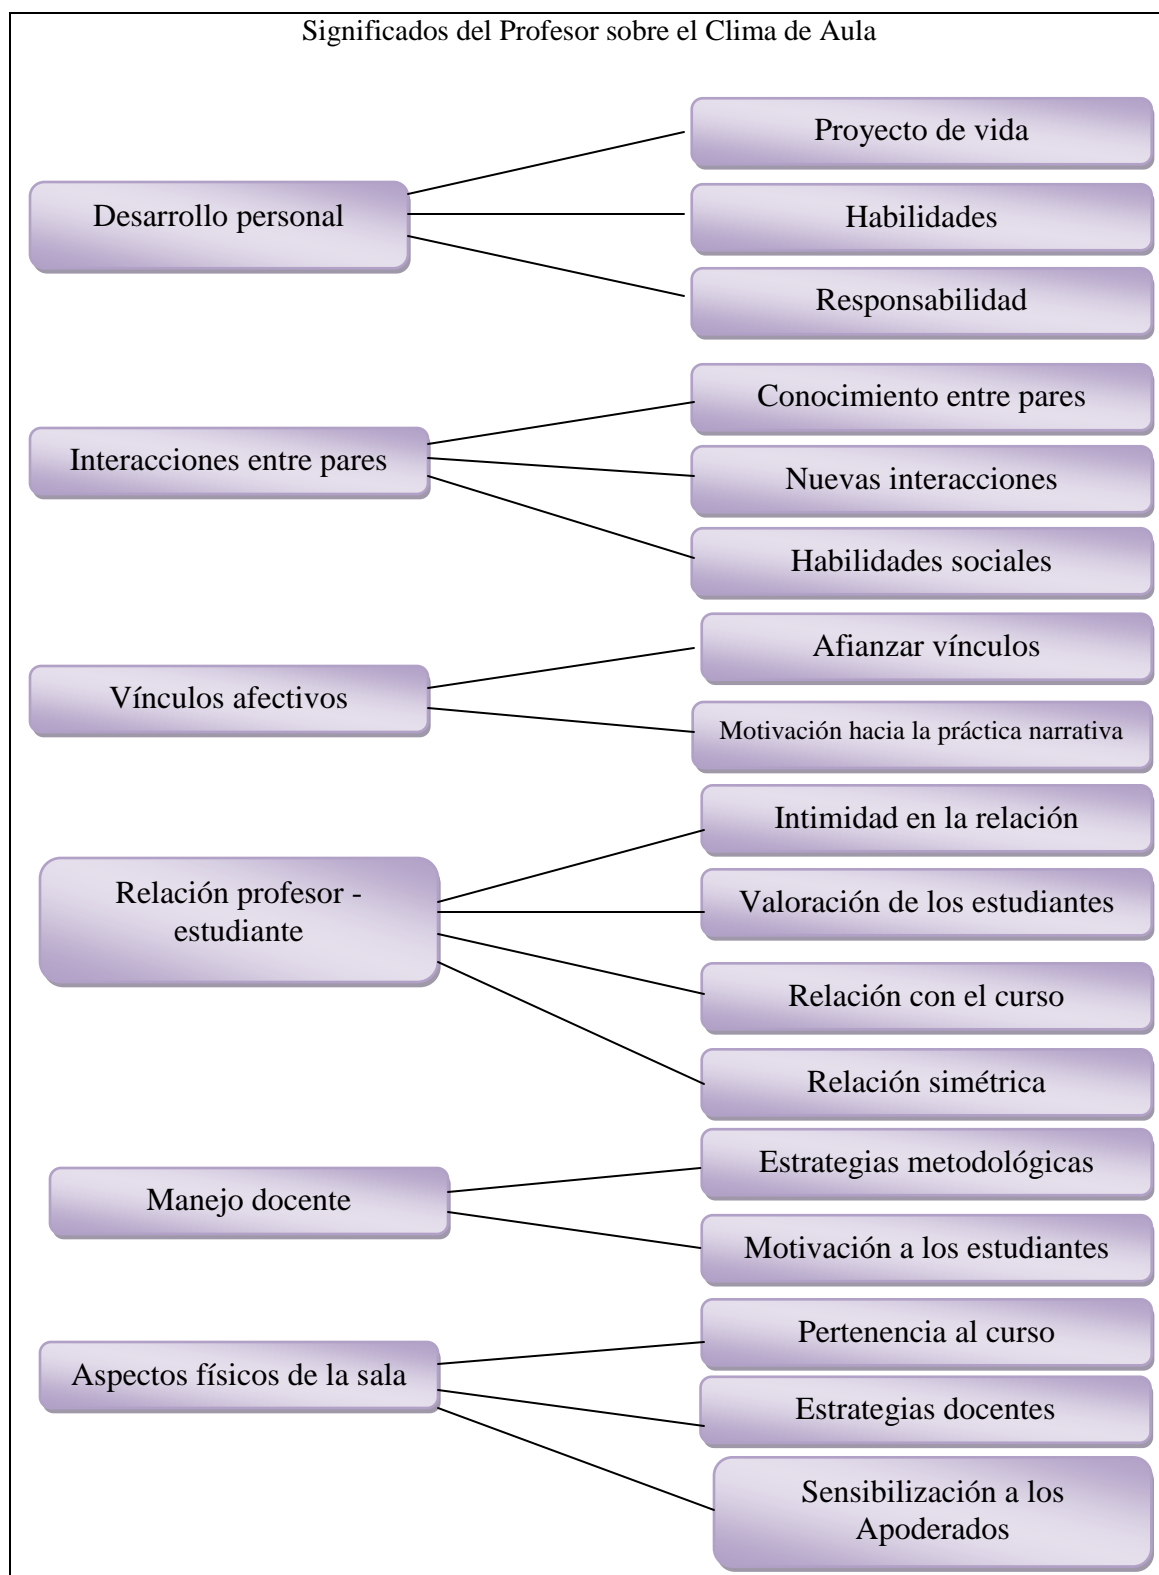 Significados del Profesor sobre el Clima de Aula
Desarrollo personal
Proyecto de vida
Habilidades
Responsabilidad
Interacciones entre pares
Conocimiento entre pares
Nuevas interacciones
Habilidades sociales
Vínculos afectivos
Afianzar vínculos
Motivación hacia la práctica narrativa
Relación profesor -
estudiante
Intimidad en la relación
Valoración de los estudiantes
Relación con el curso
Relación simétrica
Manejo docente
Estrategias metodológicas
Motivación a los estudiantes
Aspectos físicos de la sala
Pertenencia al curso
Estrategias docentes
Sensibilización a los
Apoderados